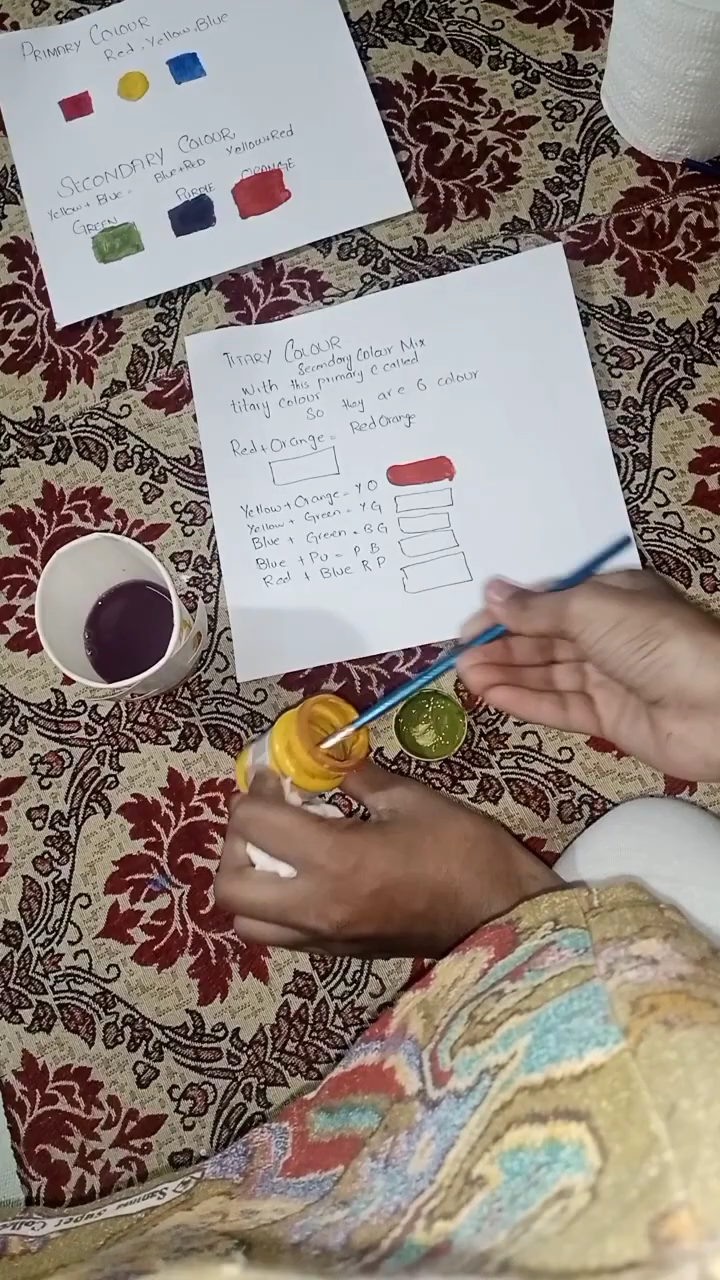 PRIMARY COLOUR
Red, Yellow, Blue
SECONDARY COLOUR
Yellow + Blue = Blue+RED Yellow+Red
GREEN PURPLE ORANGE
TITARY COLOUR
Secondary Colour Mix
with this primary C called
titary colour
So they are 6 colour
Red+Orange = Red Orange
Yellow + Orange = Y O
Yellow + Green = Y G
Blue + Green = B G
Blue + Pu = P B
Red + Blue R P
Super